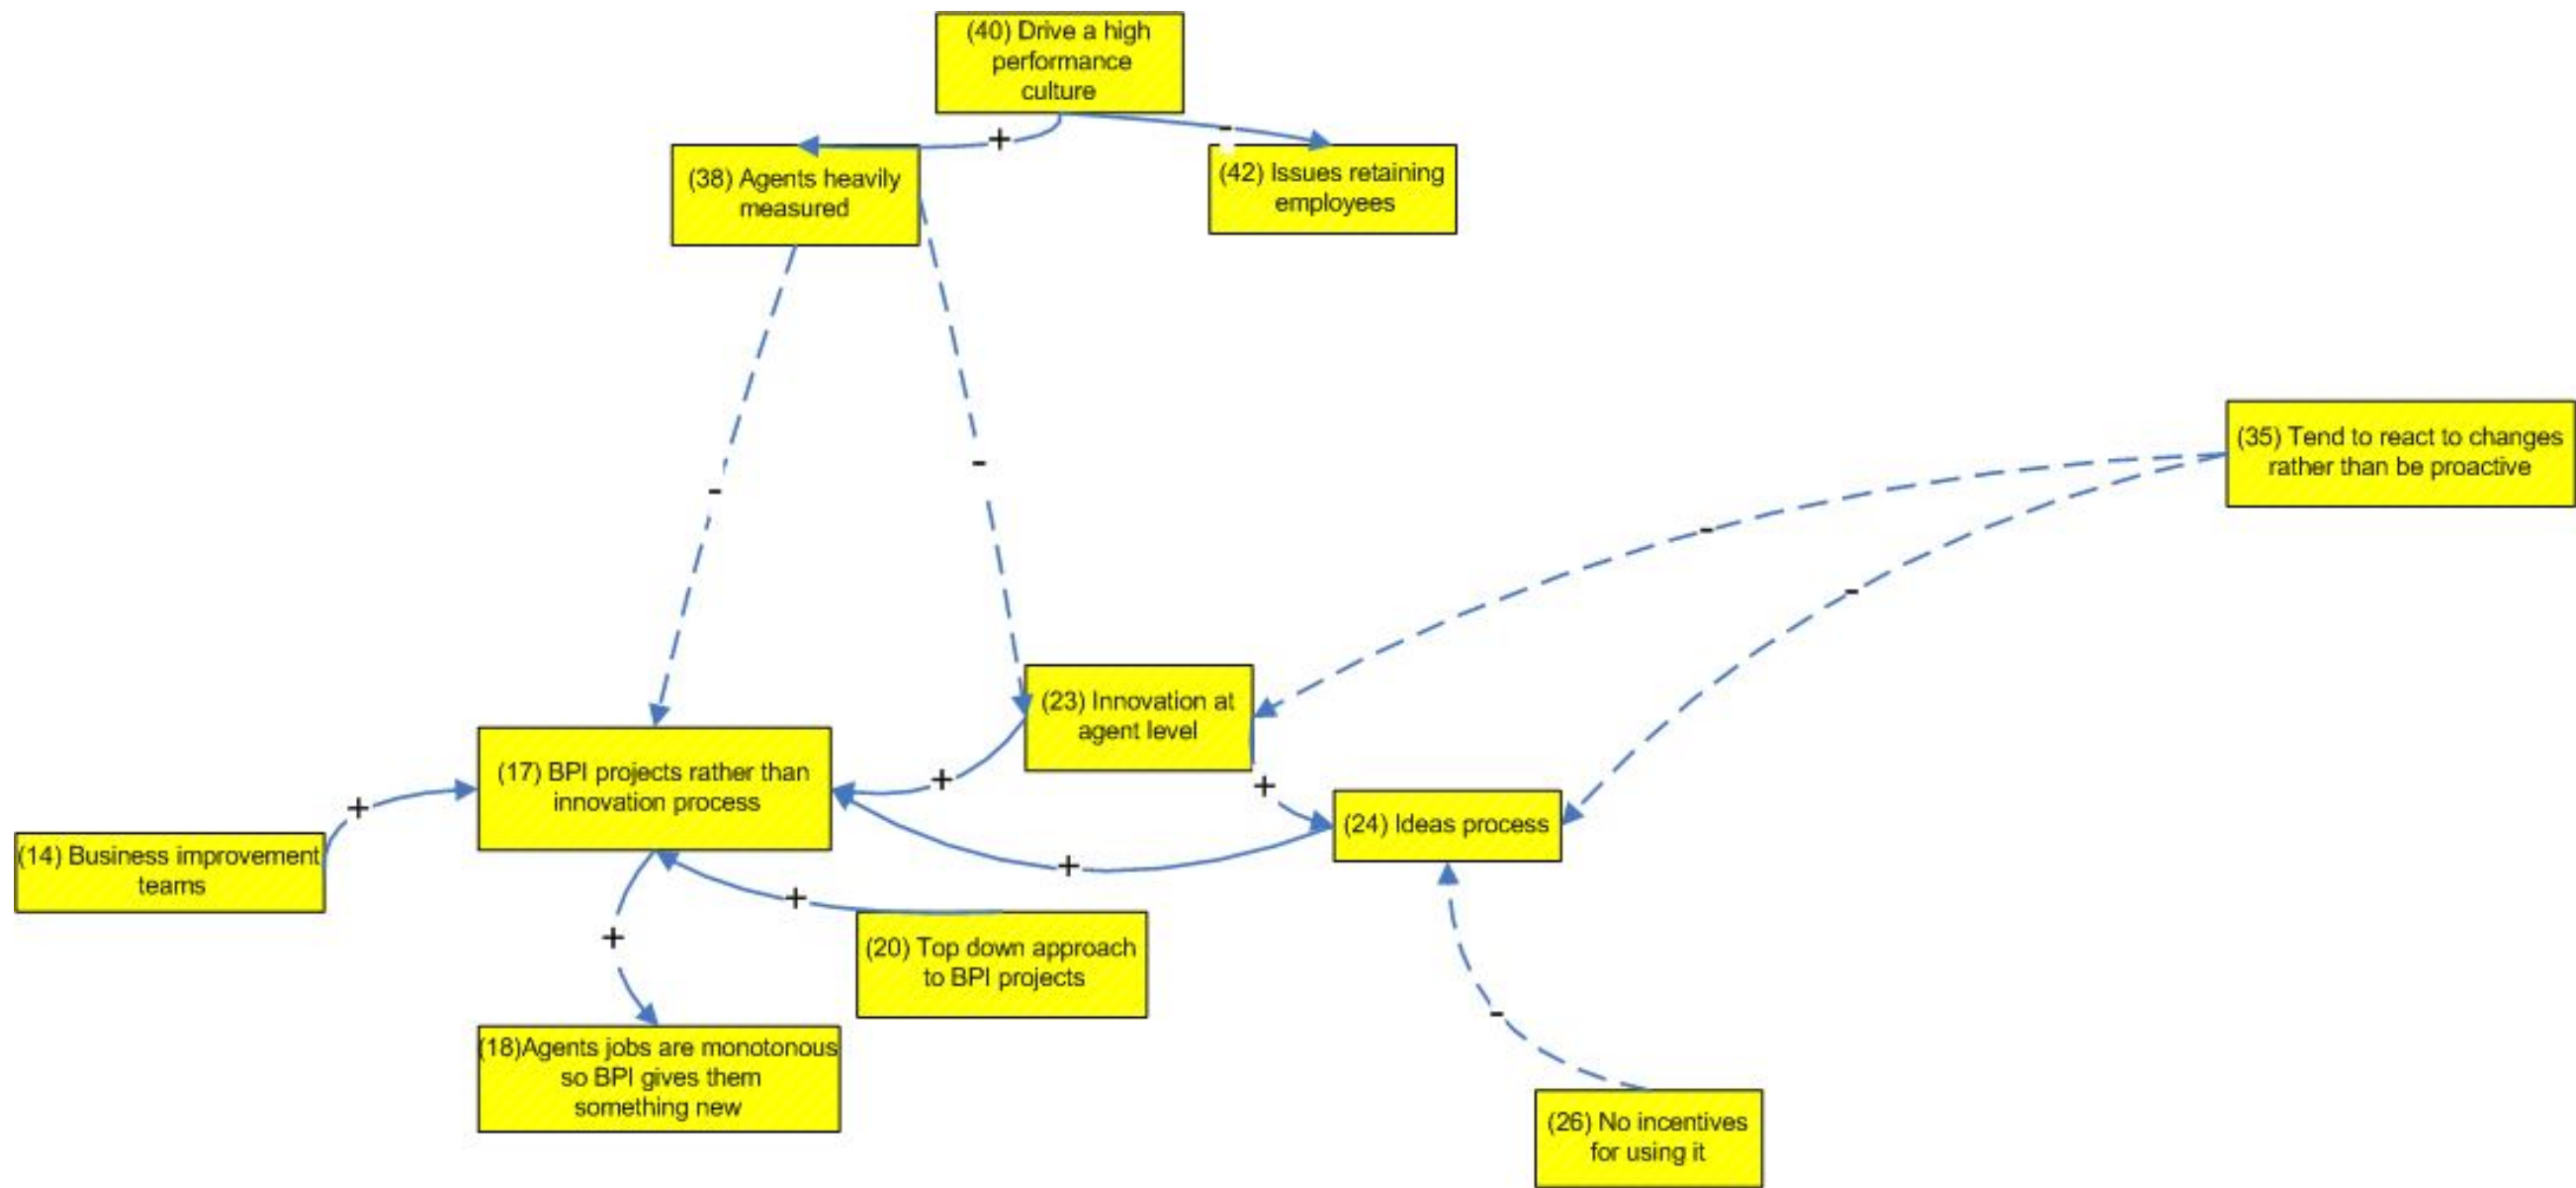 (40) Drive a high
performance
culture
+
-
(38) Agents heavily
measured
(42) Issues retaining
employees
-
-
(35) Tend to react to changes
rather than be proactive
-
-
(23) Innovation at
agent level
(17) BPI projects rather than
innovation process
+
+
(24) Ideas process
+
(14) Business improvement
teams
+
+
+
(20) Top down approach
to BPI projects
-
(18)Agents jobs are monotonous
so BPI gives them
something new
(26) No incentives
for using it